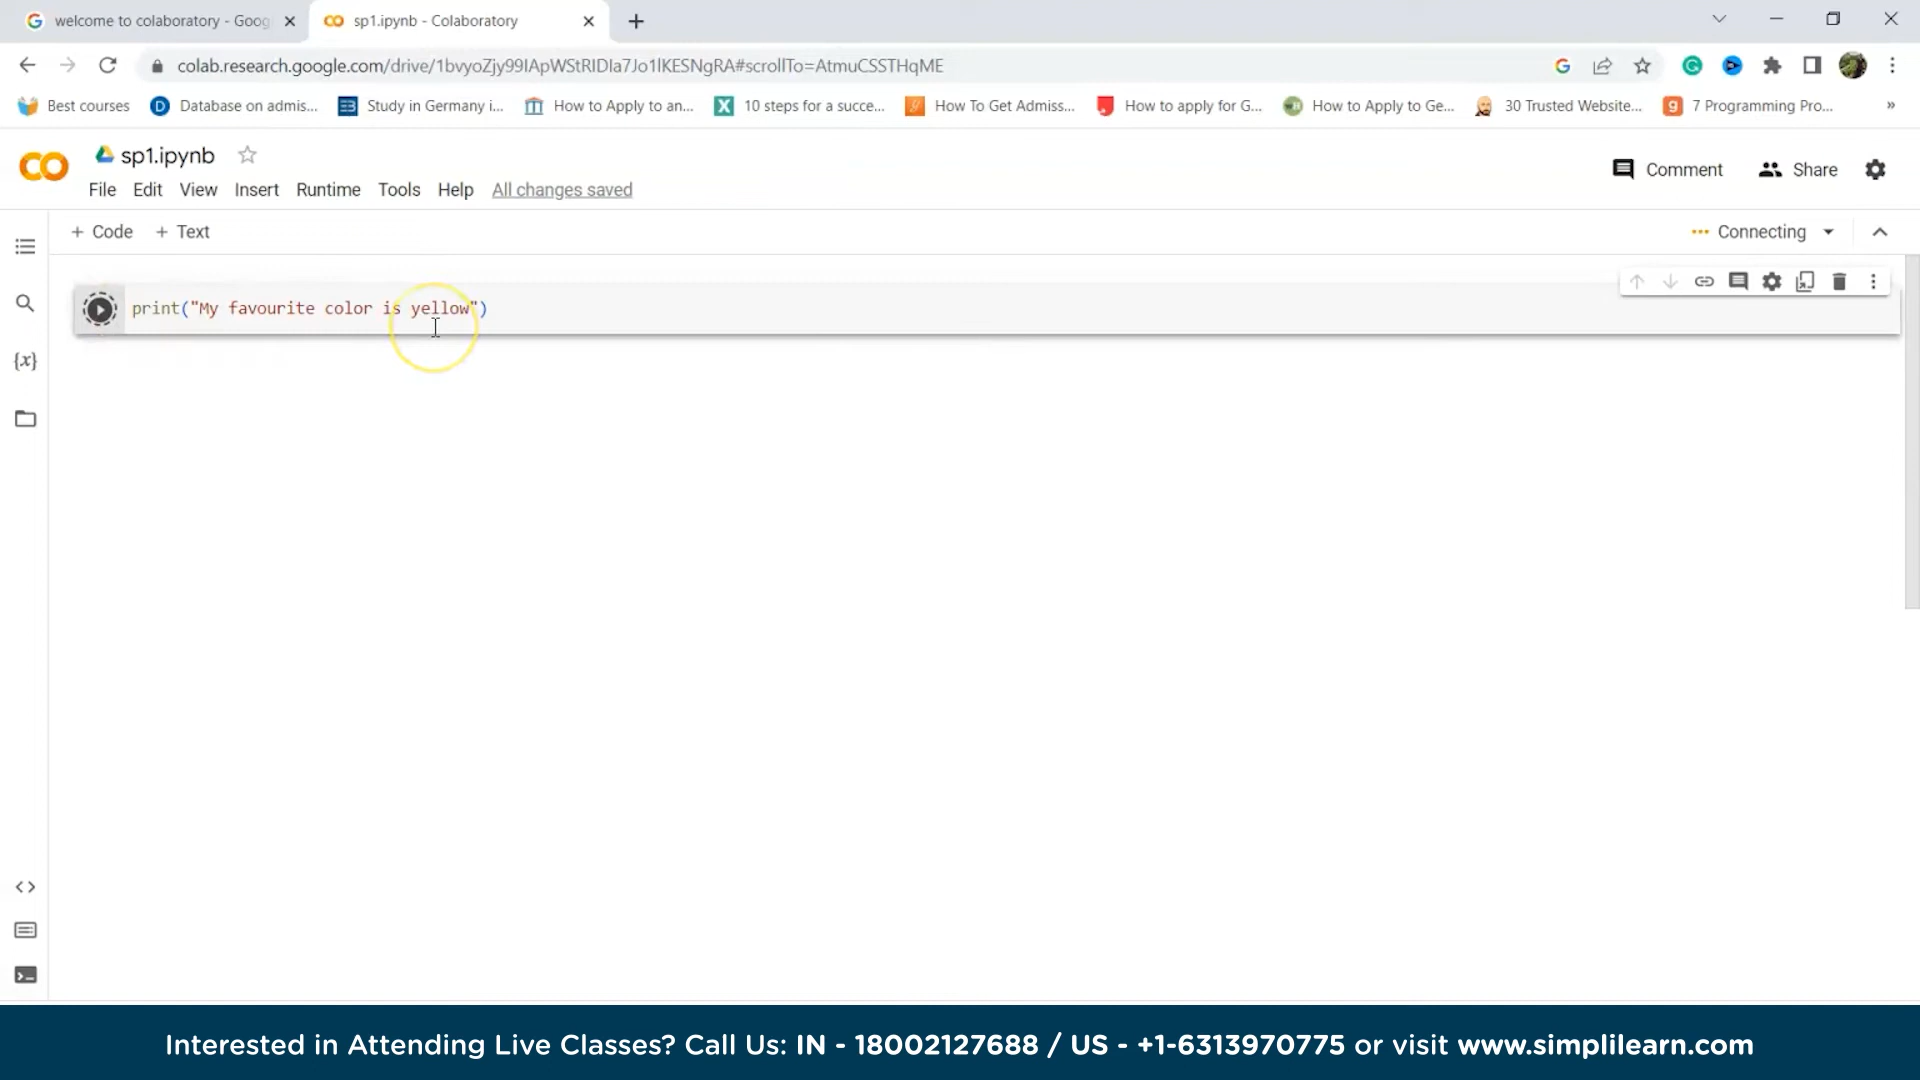 welcome to colaboratory - Goog
sp1.ipynb - Colaboratory
colab.research.google.com/drive/1bvyoZjy99IApWStRIDIa7Jo1lKESNgRA#scrollTo=AtmuCSSTHqME
Best courses
Database on admis...
Study in Germany i...
How to Apply to an...
10 steps for a succe...
How To Get Admiss...
How to apply for G...
How to Apply to Ge...
30 Trusted Website...
7 Programming Pro...
sp1.ipynb
Comment
Share
File Edit View Insert Runtime Tools Help All changes saved
+ Code + Text
Connecting
print("My favourite color is yellow")
Interested in Attending Live Classes? Call Us: IN - 18002127688 / US - +1-6313970775 or visit www.simplilearn.com